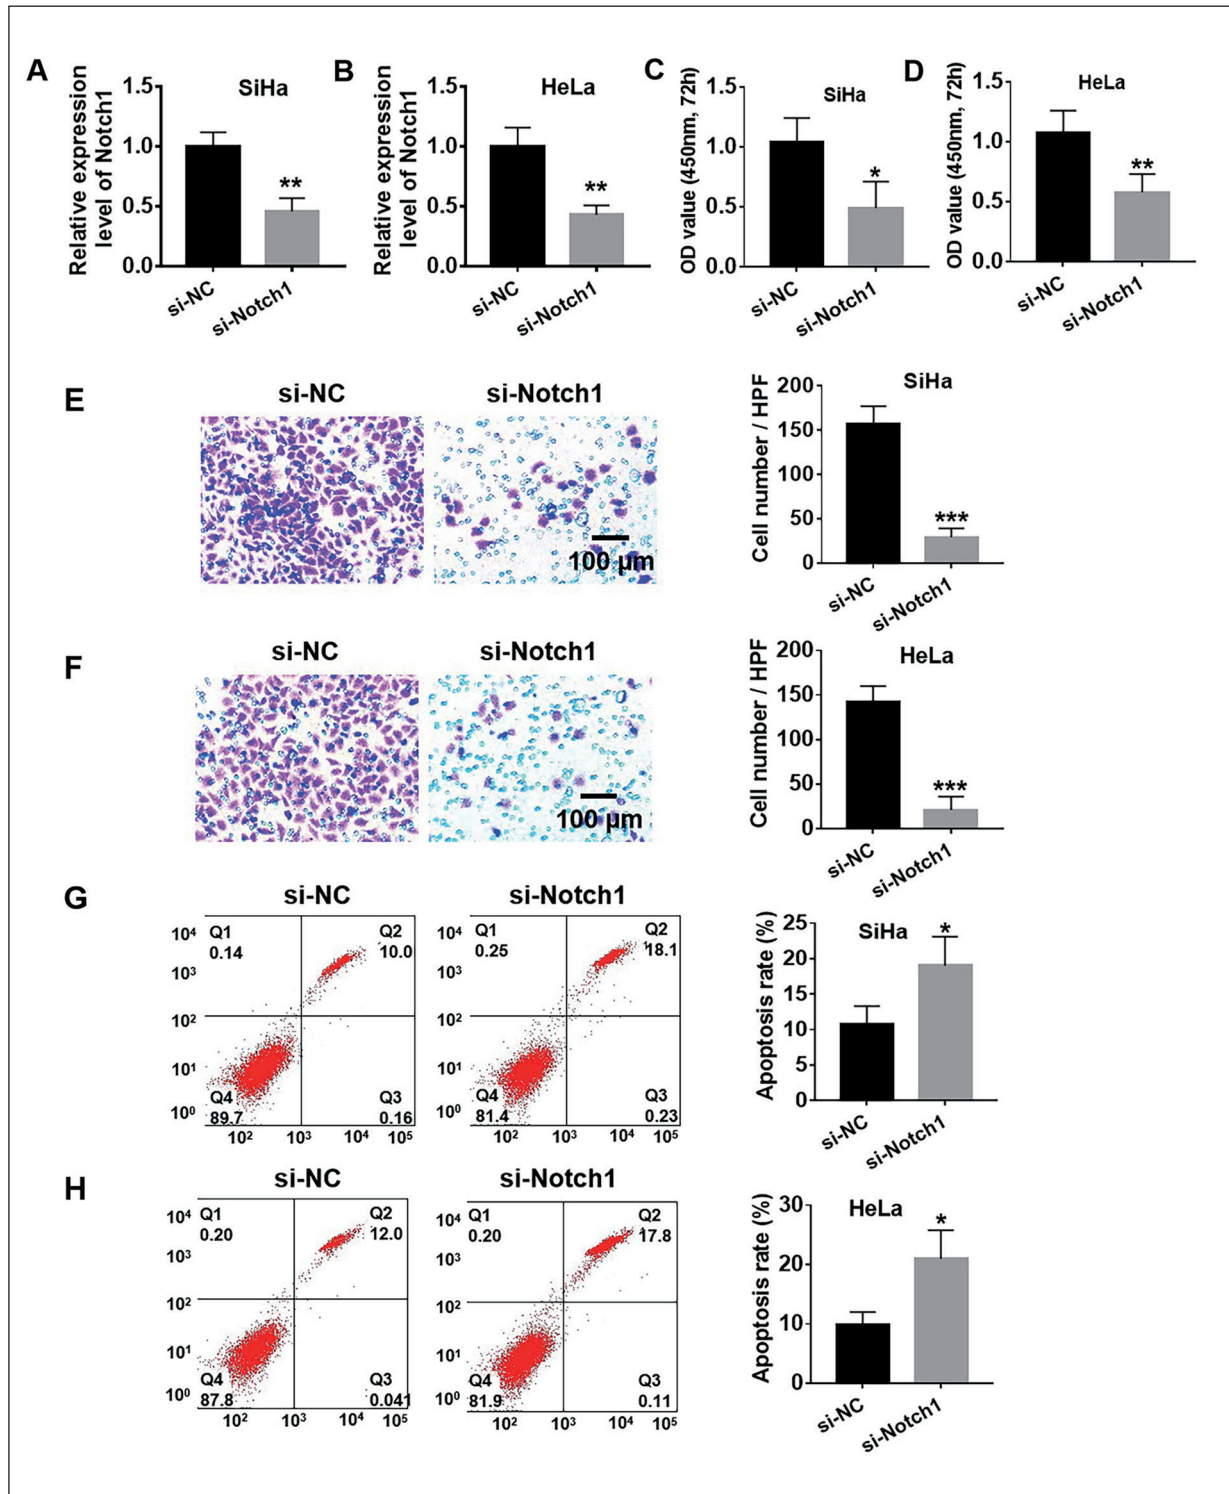 A
Relative expression
level of Notch1
1.5
1.0
0.5
0.0
SiHa
**
si-NC
si-Notch1
B
Relative expression
level of Notch1
1.5
1.0
0.5
0.0
HeLa
**
si-NC
si-Notch1
C
OD value (450nm, 72h)
1.5
1.0
0.5
0.0
SiHa
*
si-NC
si-Notch1
D
OD value (450nm, 72h)
1.5
1.0
0.5
0.0
HeLa
**
si-NC
si-Notch1
E
si-NC
si-Notch1
100 μm
Cell number / HPF
200
150
100
50
0
SiHa
***
si-NC
si-Notch1
F
si-NC
si-Notch1
100 μm
Cell number / HPF
200
150
100
50
0
HeLa
***
si-NC
si-Notch1
G
si-NC
10⁴
10³
10²
10¹
10⁰
Q1
0.14
Q2
10.0
Q4
89.7
Q3
0.16
10² 10³ 10⁴ 10⁵
si-Notch1
10⁴
10³
10²
10¹
10⁰
Q1
0.25
Q2
18.1
Q4
81.4
Q3
0.23
10² 10³ 10⁴ 10⁵
Apoptosis rate (%)
25
20
15
10
5
0
SiHa
*
si-NC
si-Notch1
H
si-NC
10⁴
10³
10²
10¹
10⁰
Q1
0.20
Q2
12.0
Q4
87.8
Q3
0.041
10² 10³ 10⁴ 10⁵
si-Notch1
10⁴
10³
10²
10¹
10⁰
Q1
0.20
Q2
17.8
Q4
81.9
Q3
0.11
10² 10³ 10⁴ 10⁵
Apoptosis rate (%)
30
20
10
0
HeLa
*
si-NC
si-Notch1